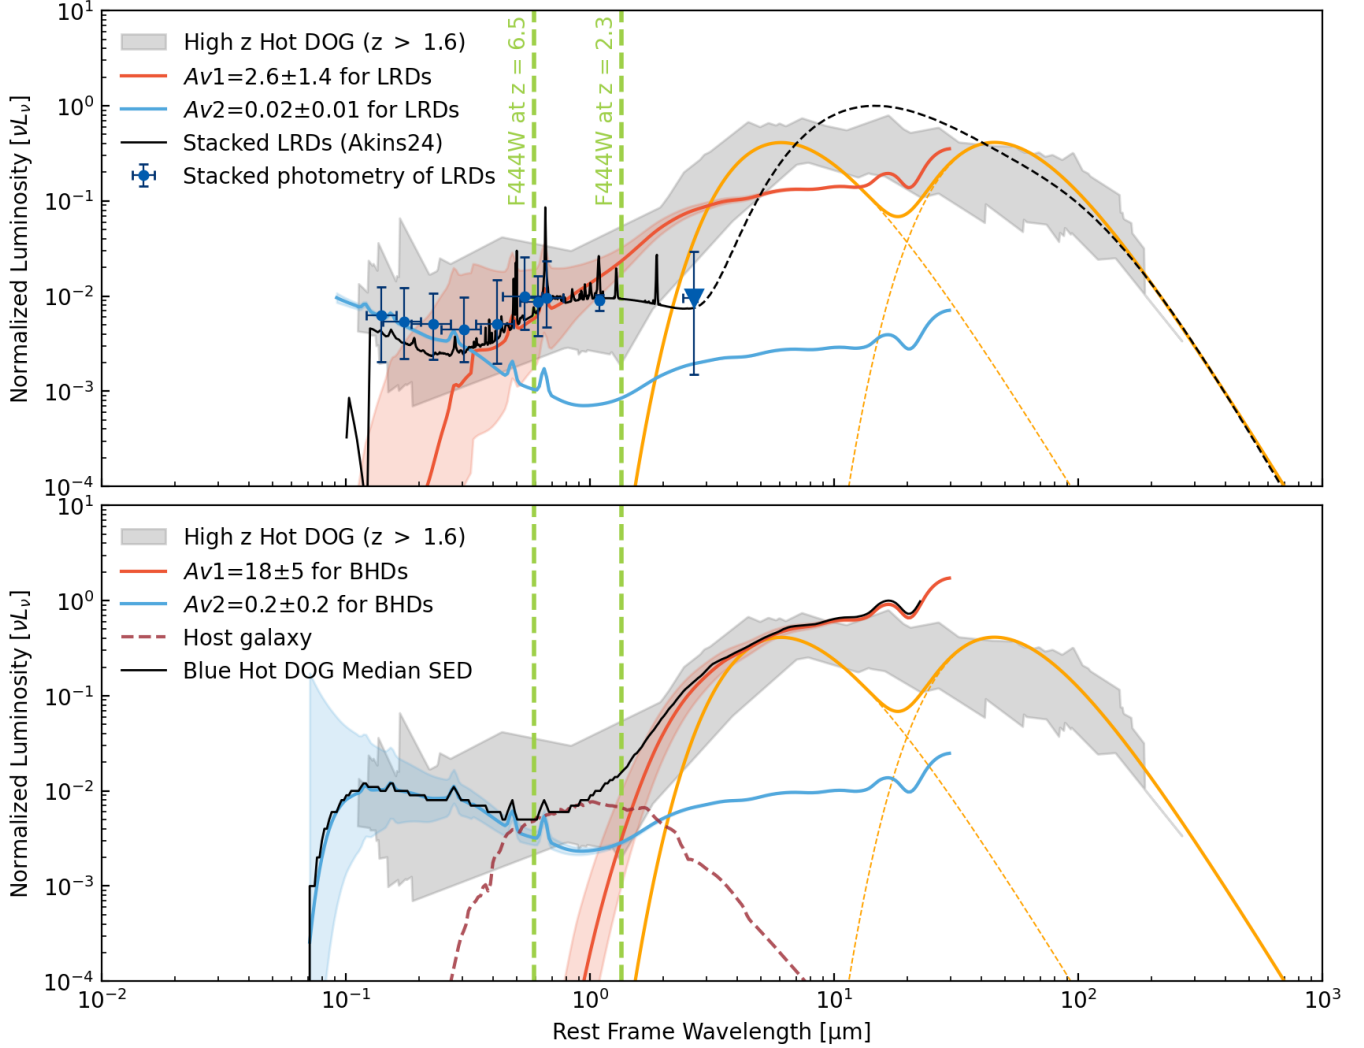 10¹
10⁰
10⁻¹
10⁻²
10⁻³
10⁻⁴
Normalized Luminosity [νLᵥ]
High z Hot DOG (z > 1.6)
Av1=2.6±1.4 for LRDs
Av2=0.02±0.01 for LRDs
Stacked LRDs (Akins24)
Stacked photometry of LRDs
F444W at z = 6.5
F444W at z = 2.3
10¹
10⁰
10⁻¹
10⁻²
10⁻³
10⁻⁴
Normalized Luminosity [νLᵥ]
High z Hot DOG (z > 1.6)
Av1=18±5 for BHDs
Av2=0.2±0.2 for BHDs
Host galaxy
Blue Hot DOG Median SED
10⁻² 10⁻¹ 10⁰ 10¹ 10² 10³
Rest Frame Wavelength [μm]